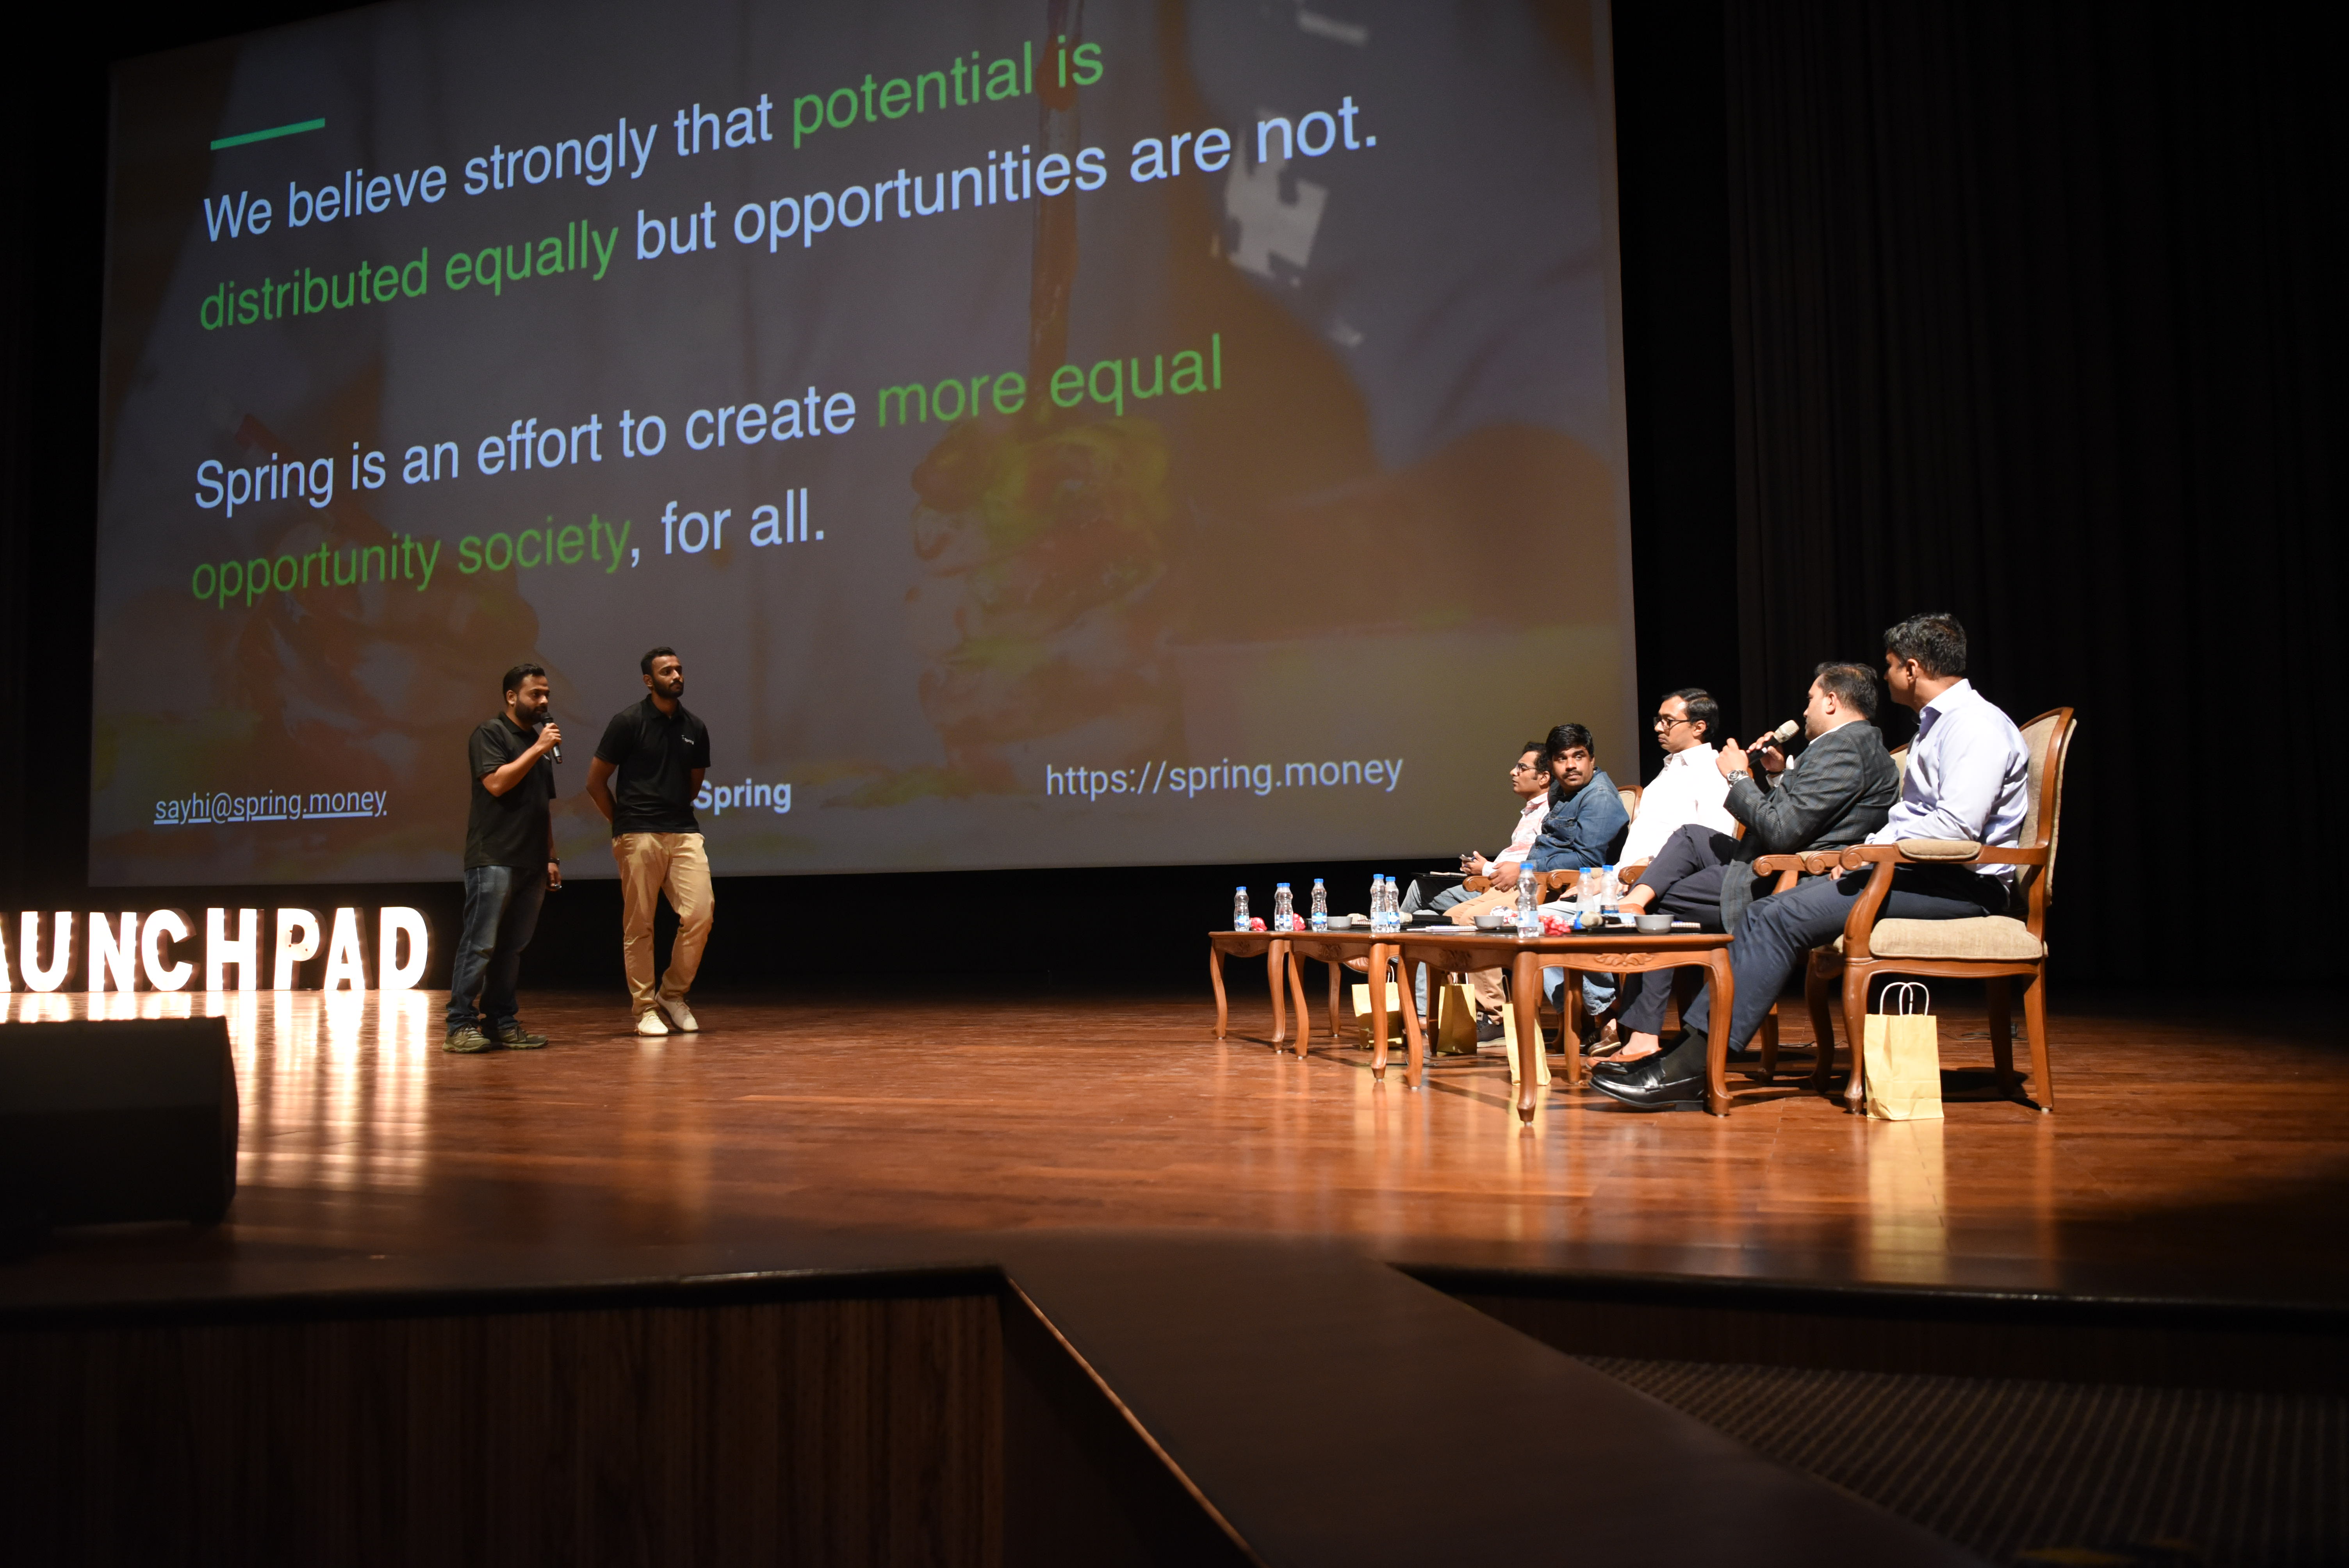 We believe strongly that potential is
distributed equally but opportunities are not.
Spring is an effort to create more equal
opportunity society, for all.
sayhi@spring.money
Spring
https://spring.money
AUNCHPAD